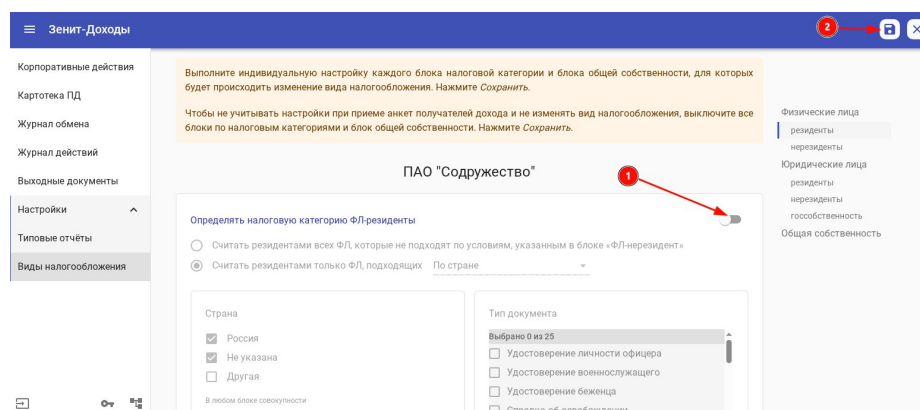 Зенит-Доходы
2
Корпоративные действия
Картотека ПД
Журнал обмена
Журнал действий
Выходные документы
Настройки
Типовые отчёты
Виды налогообложения
Выполните индивидуальную настройку каждого блока налоговой категории и блока общей собственности, для которых
будет происходить изменение вида налогообложения. Нажмите Сохранить.
Чтобы не учитывать настройки при приеме анкет получателей дохода и не изменять вид налогообложения, выключите все
блоки по налоговым категориями и блок общей собственности. Нажмите Сохранить.
ПАО "Содружество"
1
Определять налоговую категорию ФЛ-резиденты
Считать резидентами всех ФЛ, которые не подходят по условиям, указанным в блоке «ФЛ-нерезидент»
Считать резидентами только ФЛ, подходящих По стране
Страна
Россия
Не указана
Другая
В любом блоке совокупности
Тип документа
Выбрано 0 из 25
Удостоверение личности офицера
Удостоверение военнослужащего
Удостоверение беженца
Справка об освобождении
Физические лица
резиденты
нерезиденты
Юридические лица
резиденты
нерезиденты
госсобственность
Общая собственность